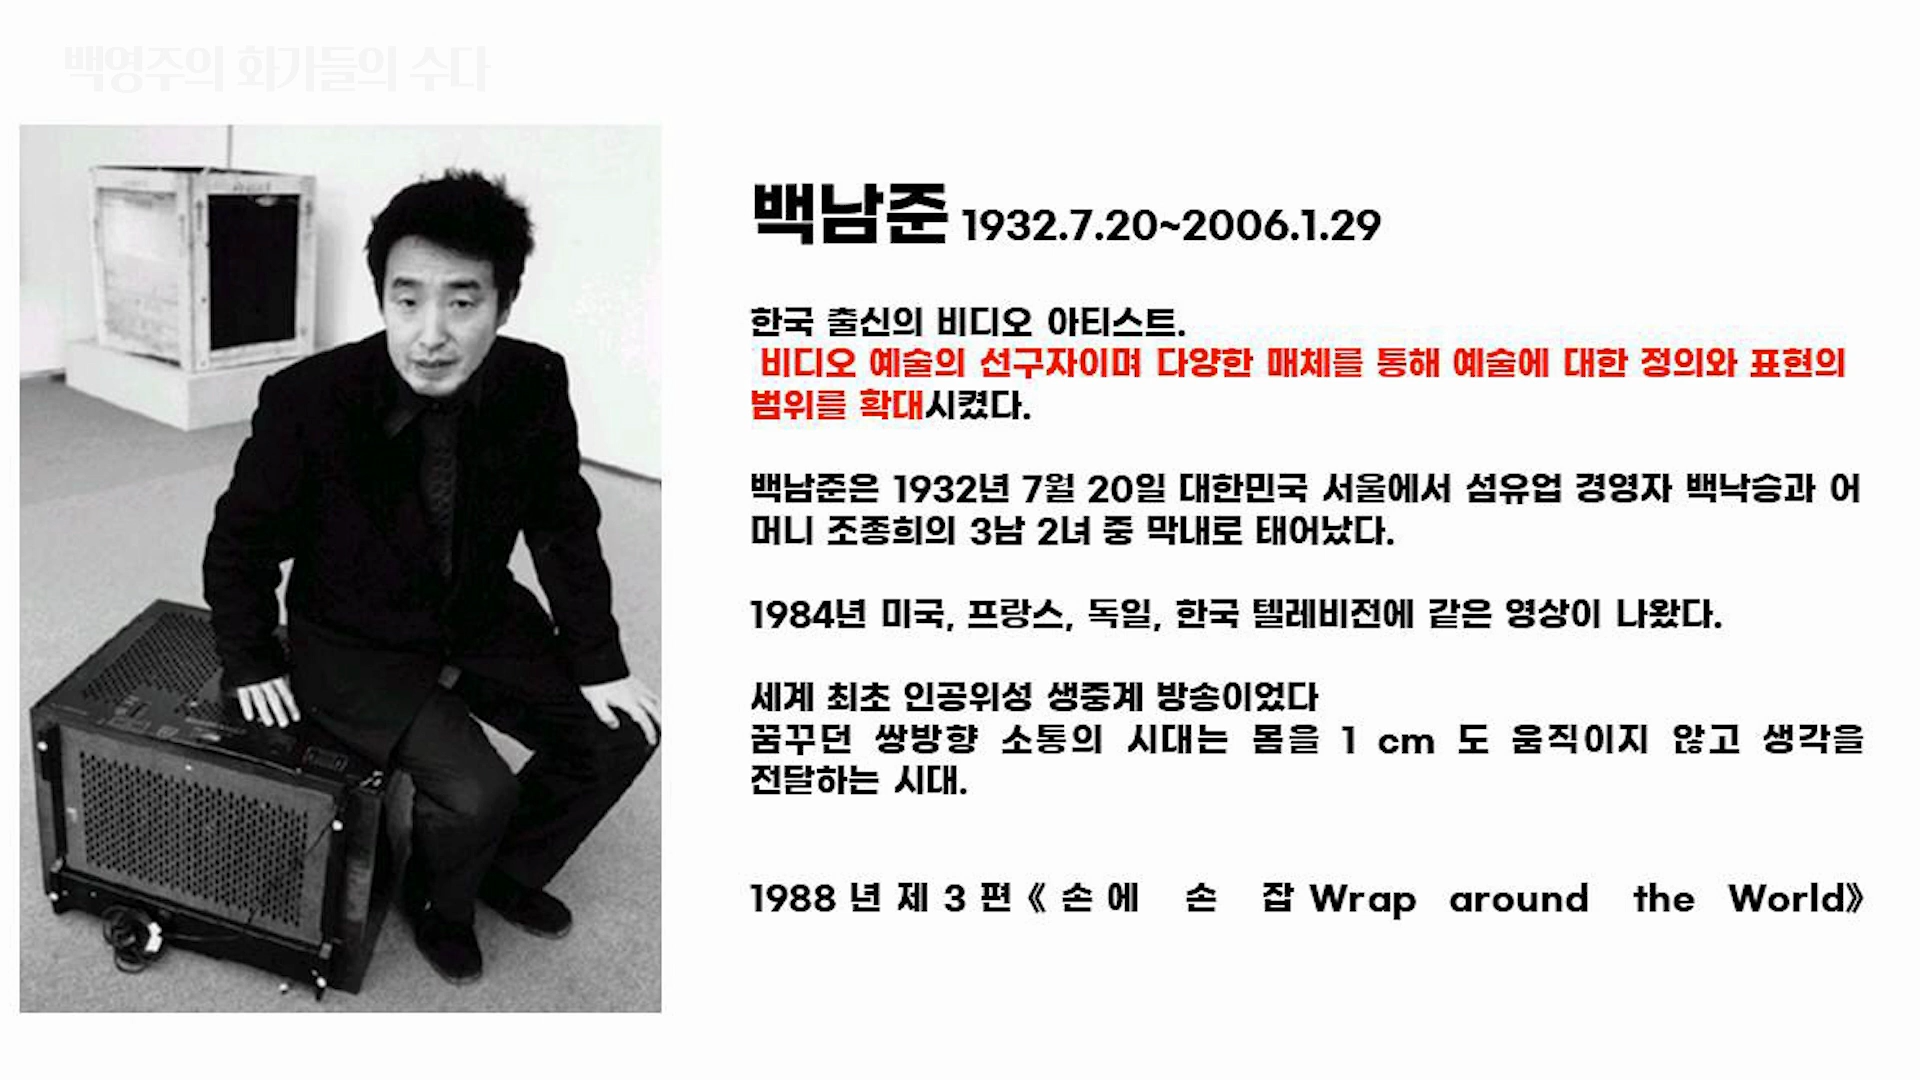 백영주의 화가들의 수다
백남준 1932.7.20~2006.1.29
한국 출신의 비디오 아티스트.
비디오 예술의 선구자이며 다양한 매체를 통해 예술에 대한 정의와 표현의
범위를 확대시켰다.
백남준은 1932년 7월 20일 대한민국 서울에서 섬유업 경영자 백낙승과 어
머니 조종희의 3남 2녀 중 막내로 태어났다.
1984년 미국, 프랑스, 독일, 한국 텔레비전에 같은 영상이 나왔다.
세계 최초 인공위성 생중계 방송이었다
꿈꾸던 쌍방향 소통의 시대는 몸을 1 cm 도 움직이지 않고 생각을
전달하는 시대.
1988 년 제 3 편 《 손 에 손 잡 Wrap around the World》